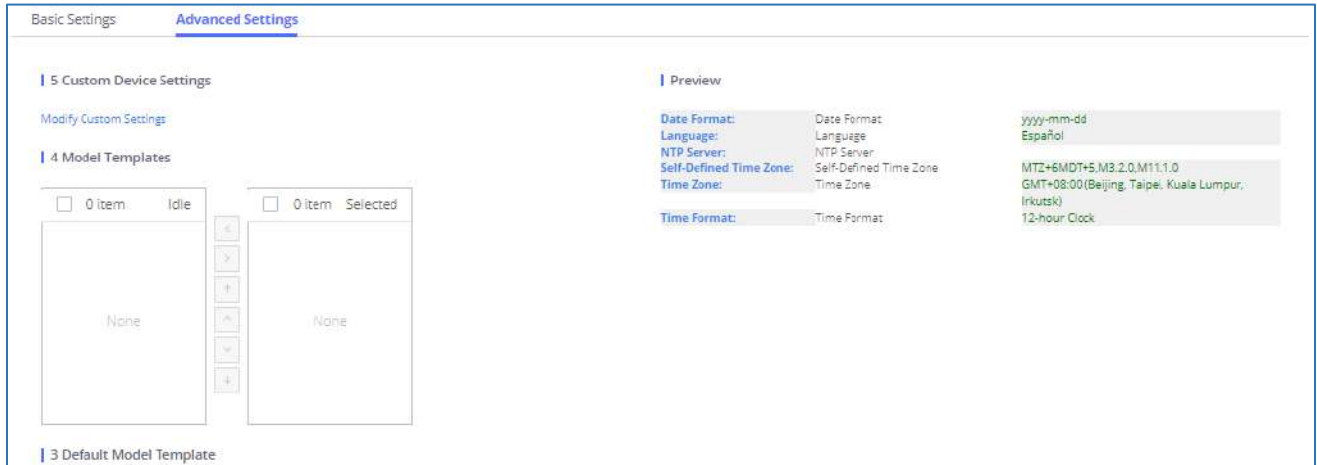 Basic Settings Advanced Settings
5 Custom Device Settings
Modify Custom Settings
4 Model Templates
0 item Idle
0 item Selected
None
None
3 Default Model Template
Preview
Date Format: Date Format yyyy-mm-dd
Language: Language Español
NTP Server: NTP Server
Self-Defined Time Zone: Self-Defined Time Zone MTZ+6MDT+5,M3.2.0,M11.1.0
Time Zone: Time Zone GMT+08:00 (Beijing, Taipei, Kuala Lumpur,
Irkutsk)
Time Format: Time Format 12-hour Clock